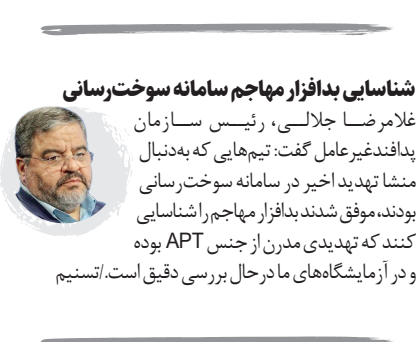 شناسایی بدافزار مهاجم سامانه سوخت‌رسانی
غلامرضا جلالی، رئیس سازمان
پدافندغیرعامل گفت: تیم‌هایی که به‌دنبال
منشا تهدید اخیر در سامانه سوخت‌رسانی
بودند، موفق شدند بدافزار مهاجم را شناسایی
کنند که تهدیدی مدرن از جنس APT بوده
و در آزمایشگاه‌های ما درحال بررسی دقیق است./تسنیم